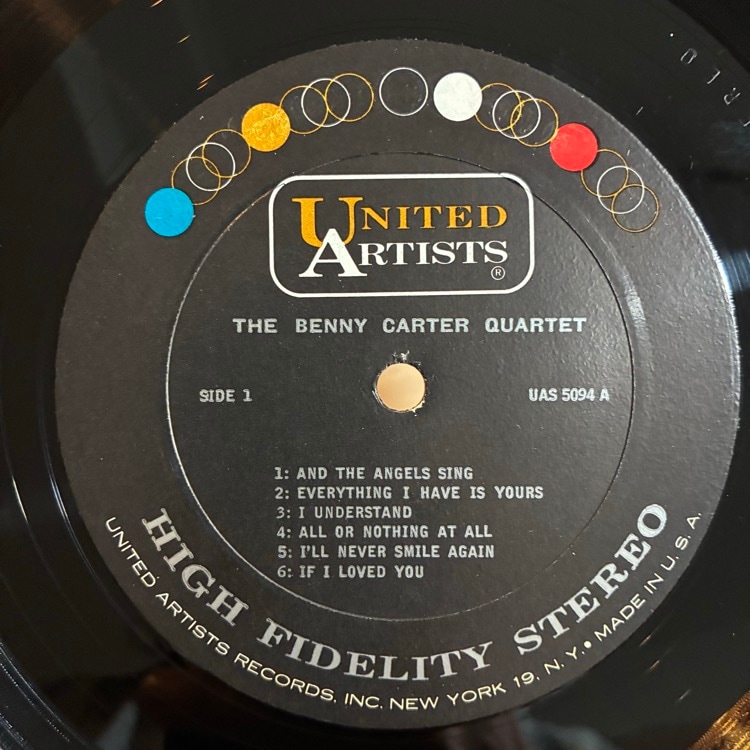 UNITED
ARTISTS
®
THE BENNY CARTER QUARTET
SIDE 1
UAS 5094 A
1: AND THE ANGELS SING
2: EVERYTHING I HAVE IS YOURS
3: I UNDERSTAND
4: ALL OR NOTHING AT ALL
5: I'LL NEVER SMILE AGAIN
6: IF I LOVED YOU
HIGH FIDELITY STEREO
UNITED ARTISTS RECORDS, INC. NEW YORK 19, N. Y. • MADE IN U. S. A.